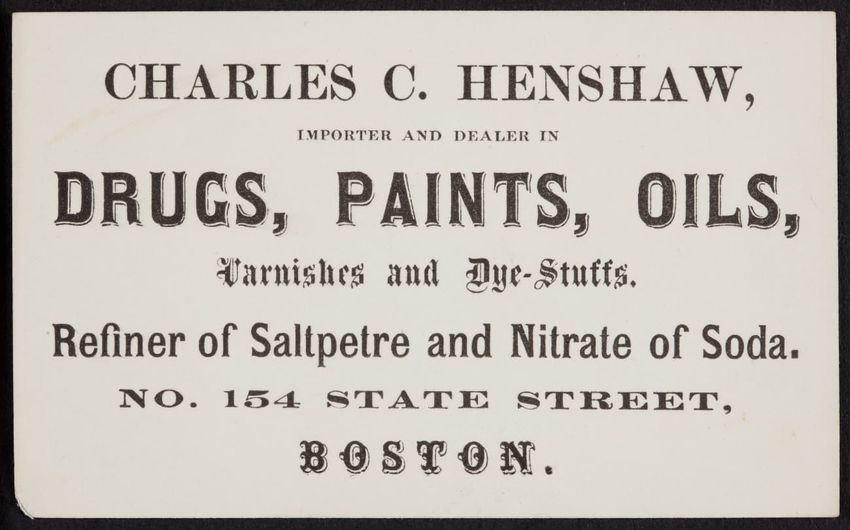 CHARLES C. HENSHAW,
IMPORTER AND DEALER IN
DRUGS, PAINTS, OILS,
Varnishes and Dye-Stuffs.
Refiner of Saltpetre and Nitrate of Soda.
NO. 154 STATE STREET,
BOSTON.